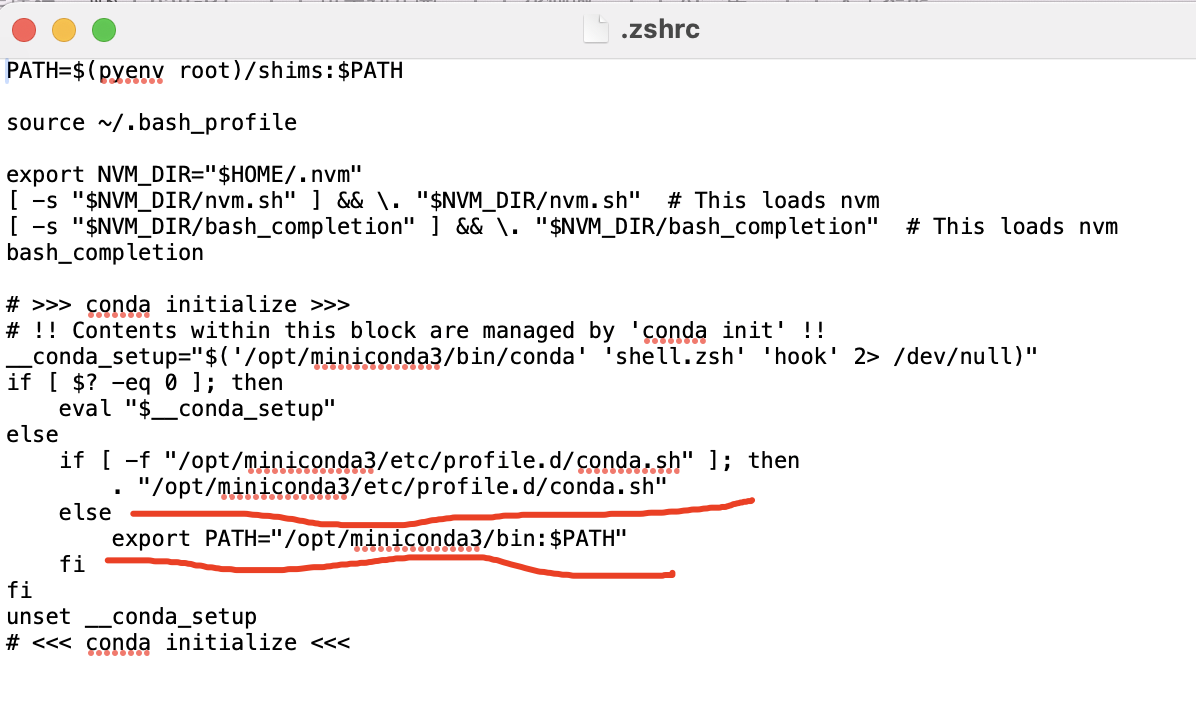 .zshrc
PATH=$(pyenv root)/shims:$PATH
source ~/.bash_profile
export NVM_DIR="$HOME/.nvm"
[ -s "$NVM_DIR/nvm.sh" ] && \. "$NVM_DIR/nvm.sh"  # This loads nvm
[ -s "$NVM_DIR/bash_completion" ] && \. "$NVM_DIR/bash_completion"  # This loads nvm
bash_completion
# >>> conda initialize >>>
# !! Contents within this block are managed by 'conda init' !!
__conda_setup="$('/opt/miniconda3/bin/conda' 'shell.zsh' 'hook' 2> /dev/null)"
if [ $? -eq 0 ]; then
    eval "$__conda_setup"
else
    if [ -f "/opt/miniconda3/etc/profile.d/conda.sh" ]; then
        . "/opt/miniconda3/etc/profile.d/conda.sh"
    else
        export PATH="/opt/miniconda3/bin:$PATH"
    fi
fi
unset __conda_setup
# <<< conda initialize <<<